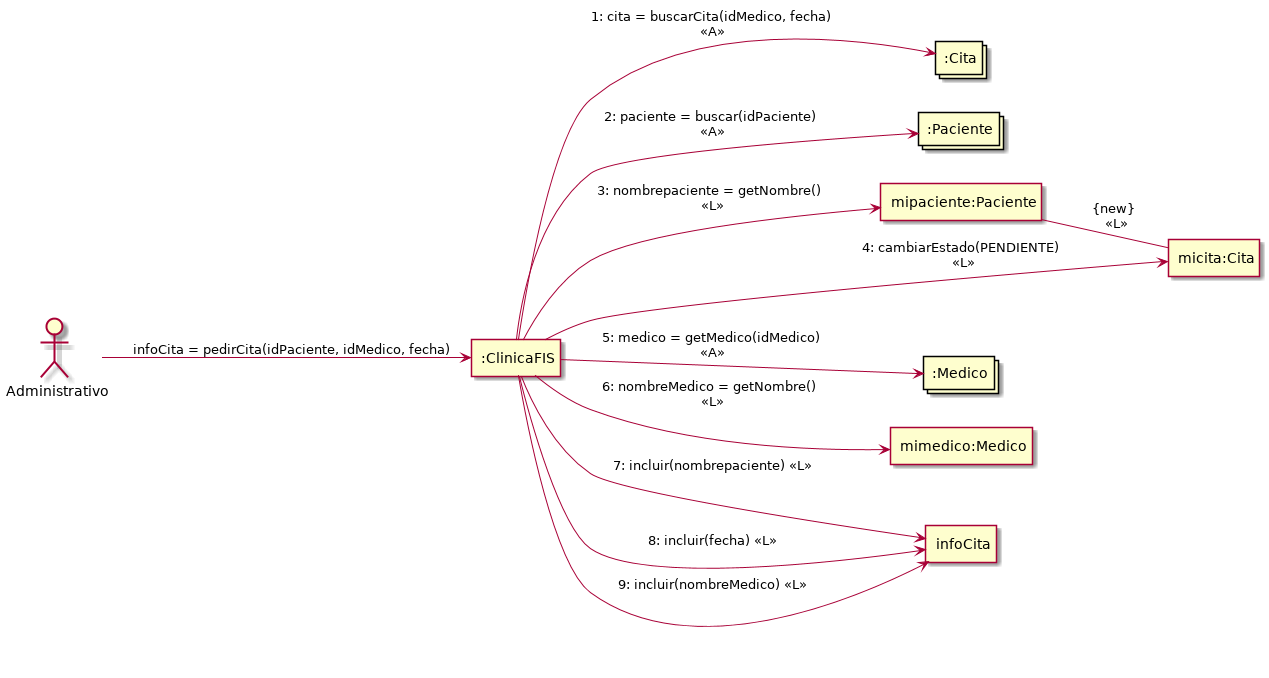 1: cita = buscarCita(idMedico, fecha)
«A»
:Cita
2: paciente = buscar(idPaciente)
«A»
:Paciente
3: nombrepaciente = getNombre()
«L»
mipaciente:Paciente
{new}
«L»
4: cambiarEstado(PENDIENTE)
«L»
micita:Cita
infoCita = pedirCita(idPaciente, idMedico, fecha)
Administrativo
:ClinicaFIS
5: medico = getMedico(idMedico)
«A»
:Medico
6: nombreMedico = getNombre()
«L»
mimedico:Medico
7: incluir(nombrepaciente) «L»
infoCita
8: incluir(fecha) «L»
9: incluir(nombreMedico) «L»